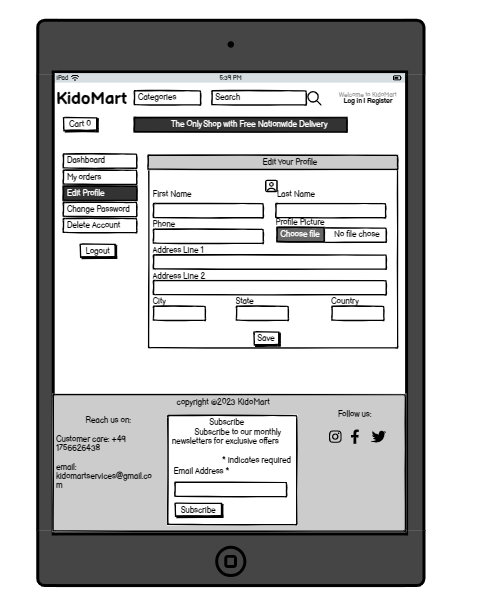 iPad 5:39 PM
KidoMart Categories Search Welcome to KidoMart
Log in I Register
Cart 0 The Only Shop with Free Nationwide Delivery
Dashboard
My orders
Edit Profile
Change Password
Delete Account
Logout
Edit Your Profile
First Name Last Name
Phone Profile Picture
Choose file No file chose
Address Line 1
Address Line 2
City State Country
Save
copyright @2023 KidoMart
Reach us on:
Customer care: +49
1756626438
email:
kidomartservices@gmail.co
m
Subscribe
Subscribe to our monthly
newsletters for exclusive offers
* indicates required
Email Address *
Subscribe
Follow us: